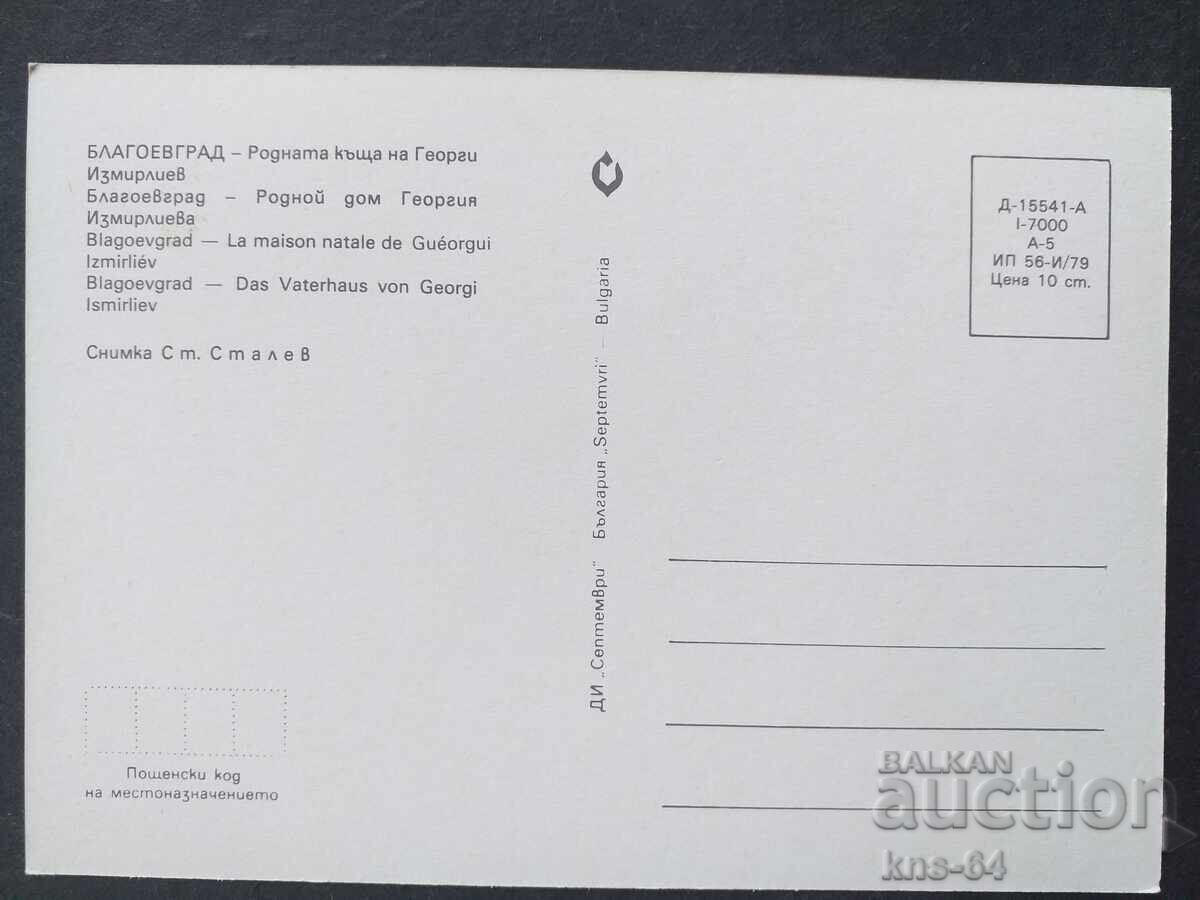 БЛАГОЕВГРАД – Родната къща на Георги
Измирлиев
Благоевград – Родной дом Георгия
Измирлиева
Blagoevgrad — La maison natale de Guéorgui
Izmirliév
Blagoevgrad — Das Vaterhaus von Georgi
Ismirliev
Снимка Ст. Сталев
Пощенски код
на местоназначението
ДИ „Септември" България „Septemvri" – Bulgaria
Д-15541-А
I-7000
А-5
ИП 56-И/79
Цена 10 ст.
BALKAN
auction
kns-64